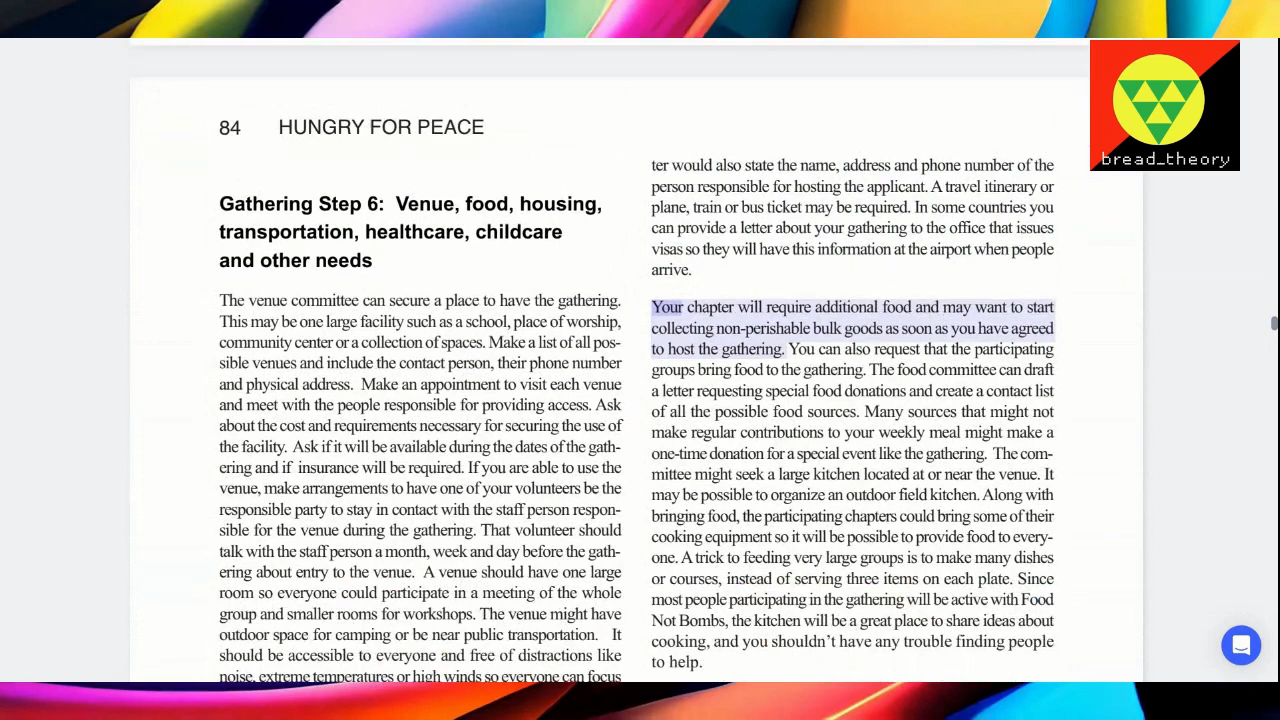 84 HUNGRY FOR PEACE
Gathering Step 6: Venue, food, housing,
transportation, healthcare, childcare
and other needs
The venue committee can secure a place to have the gathering.
This may be one large facility such as a school, place of worship,
community center or a collection of spaces. Make a list of all pos-
sible venues and include the contact person, their phone number
and physical address. Make an appointment to visit each venue
and meet with the people responsible for providing access. Ask
about the cost and requirements necessary for securing the use of
the facility. Ask if it will be available during the dates of the gath-
ering and if insurance will be required. If you are able to use the
venue, make arrangements to have one of your volunteers be the
responsible party to stay in contact with the staff person respon-
sible for the venue during the gathering. That volunteer should
talk with the staff person a month, week and day before the gath-
ering about entry to the venue. A venue should have one large
room so everyone could participate in a meeting of the whole
group and smaller rooms for workshops. The venue might have
outdoor space for camping or be near public transportation. It
should be accessible to everyone and free of distractions like
noise, extreme temperatures or high winds so everyone can focus
ter would also state the name, address and phone number of the
person responsible for hosting the applicant. A travel itinerary or
plane, train or bus ticket may be required. In some countries you
can provide a letter about your gathering to the office that issues
visas so they will have this information at the airport when people
arrive.
Your chapter will require additional food and may want to start
collecting non-perishable bulk goods as soon as you have agreed
to host the gathering. You can also request that the participating
groups bring food to the gathering. The food committee can draft
a letter requesting special food donations and create a contact list
of all the possible food sources. Many sources that might not
make regular contributions to your weekly meal might make a
one-time donation for a special event like the gathering. The com-
mittee might seek a large kitchen located at or near the venue. It
may be possible to organize an outdoor field kitchen. Along with
bringing food, the participating chapters could bring some of their
cooking equipment so it will be possible to provide food to every-
one. A trick to feeding very large groups is to make many dishes
or courses, instead of serving three items on each plate. Since
most people participating in the gathering will be active with Food
Not Bombs, the kitchen will be a great place to share ideas about
cooking, and you shouldn't have any trouble finding people
to help.
bread_theory